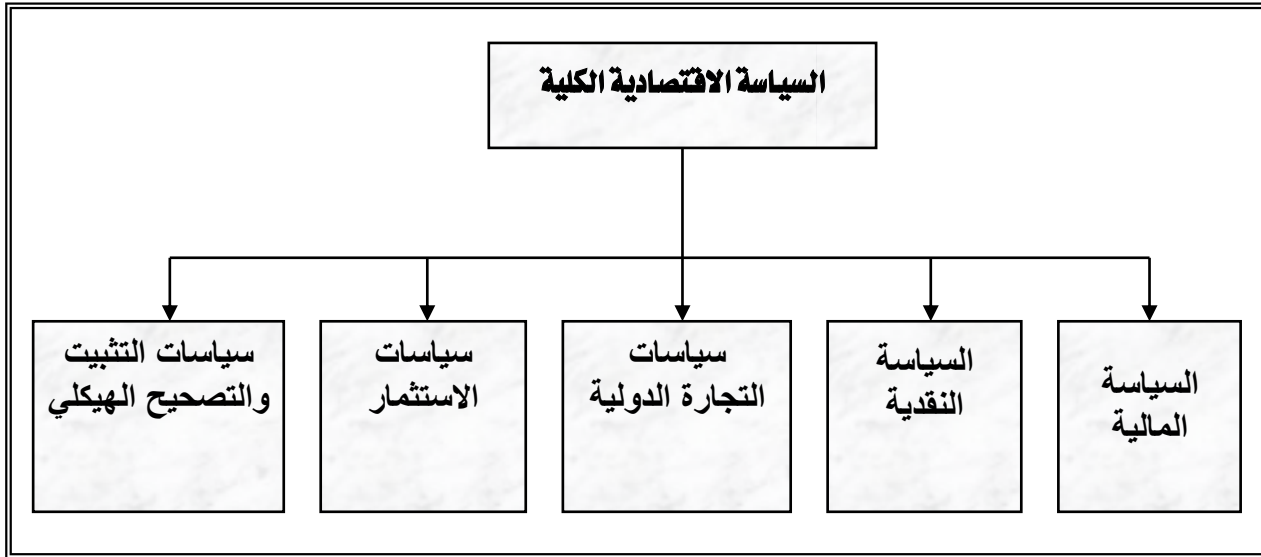 السياسة الاقتصادية الكلية
السياسة
المالية
السياسة
النقدية
سياسات
التجارة الدولية
سياسات
الاستثمار
سياسات التثبيت
والتصحيح الهيكلي